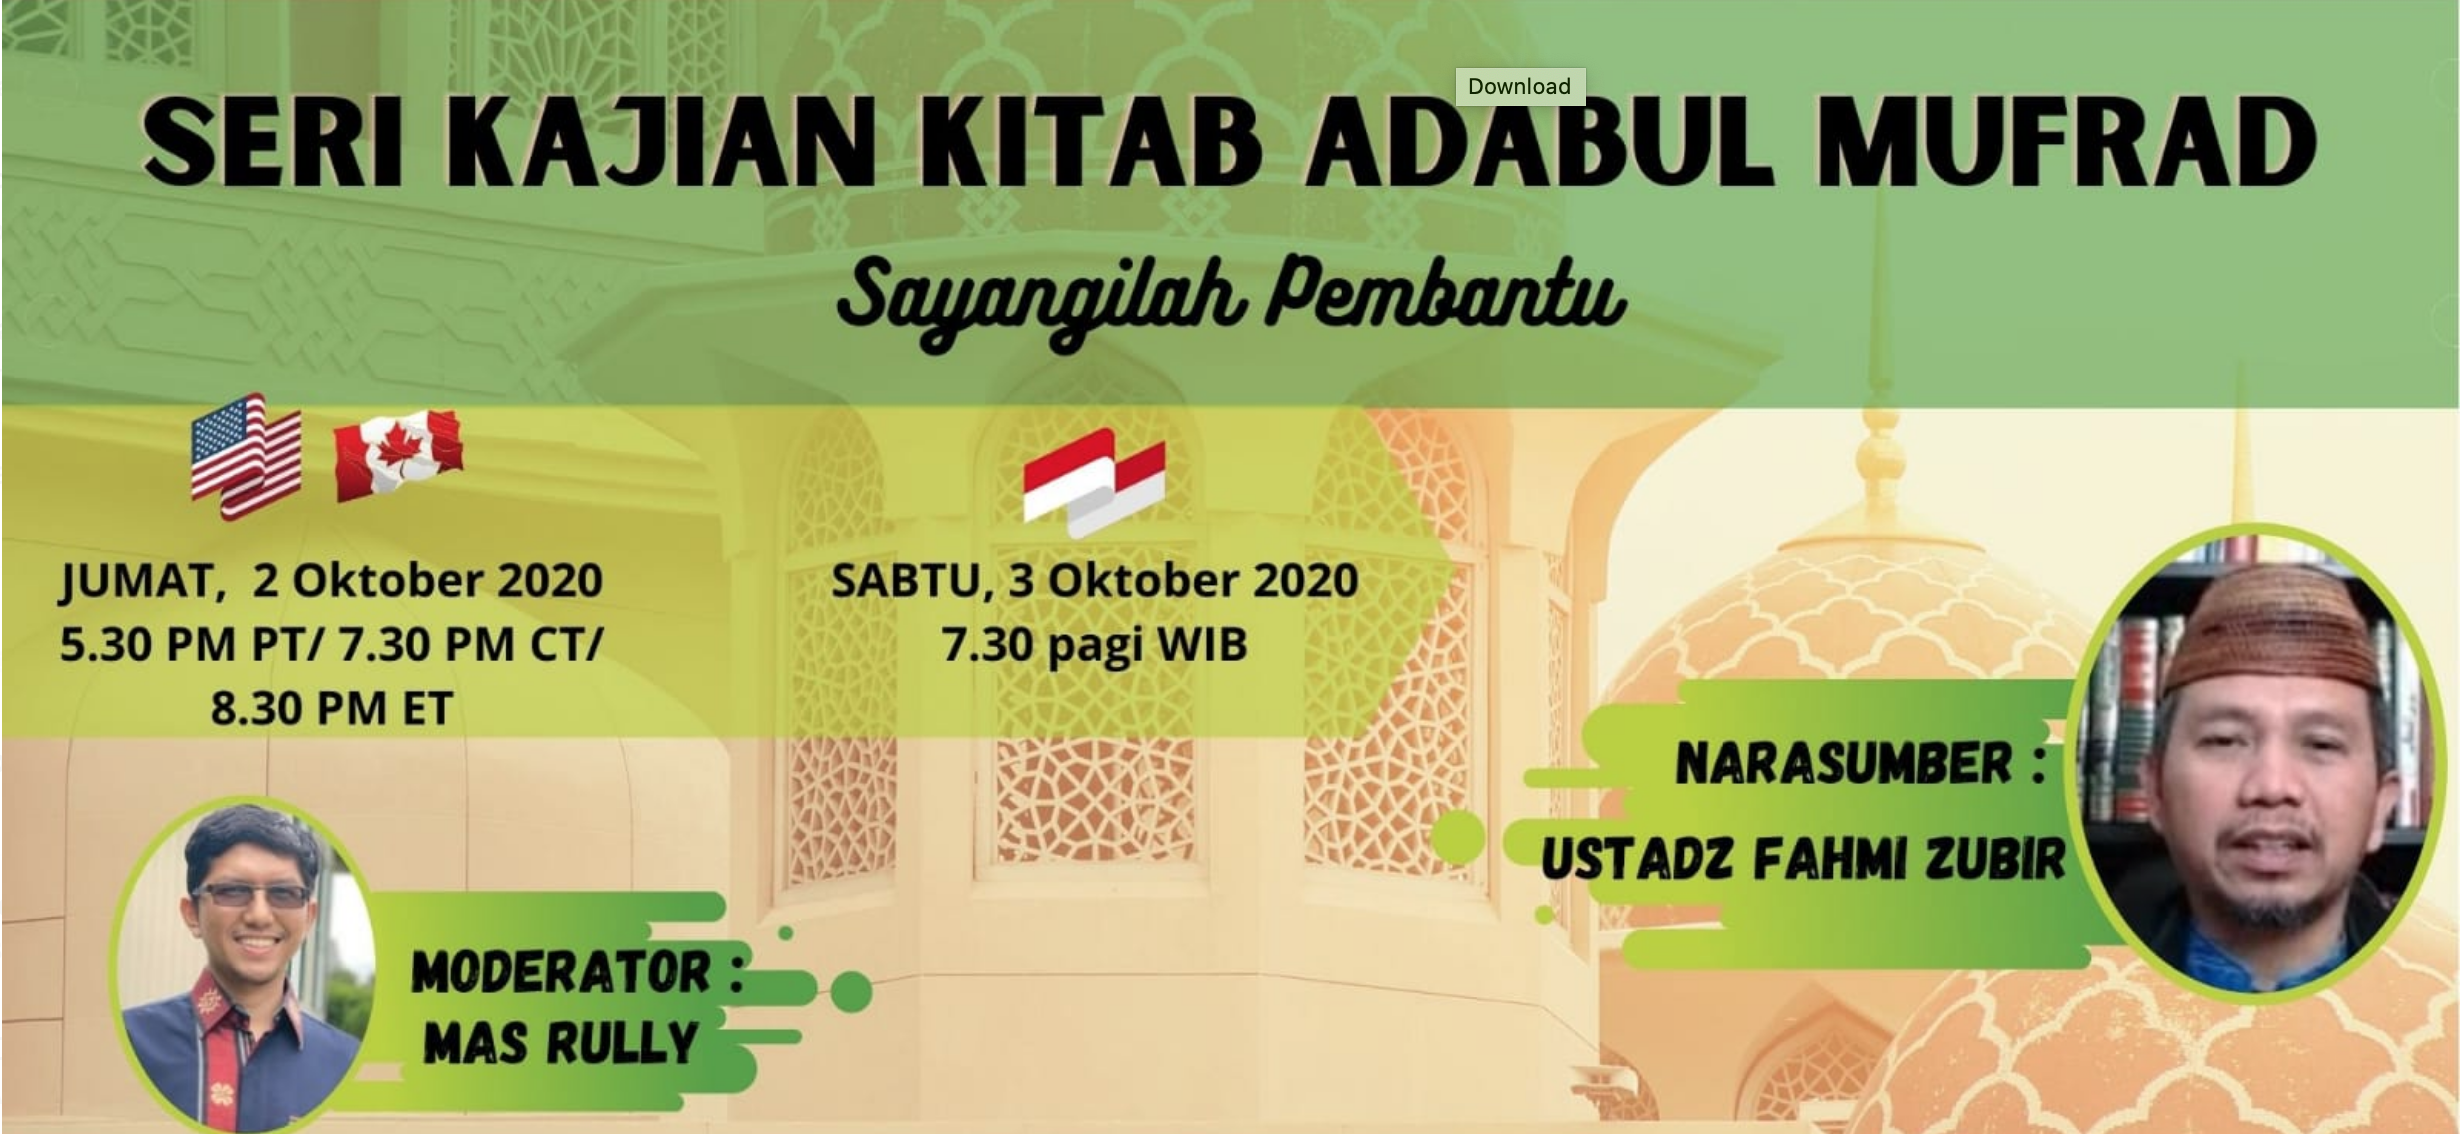 Download
SERI KAJIAN KITAB ADABUL MUFRAD
Sayangilah Pembantu
JUMAT,  2 Oktober 2020
5.30 PM PT/ 7.30 PM CT/
8.30 PM ET
SABTU, 3 Oktober 2020
7.30 pagi WIB
NARASUMBER :
USTADZ FAHMI ZUBIR
MODERATOR :
MAS RULLY